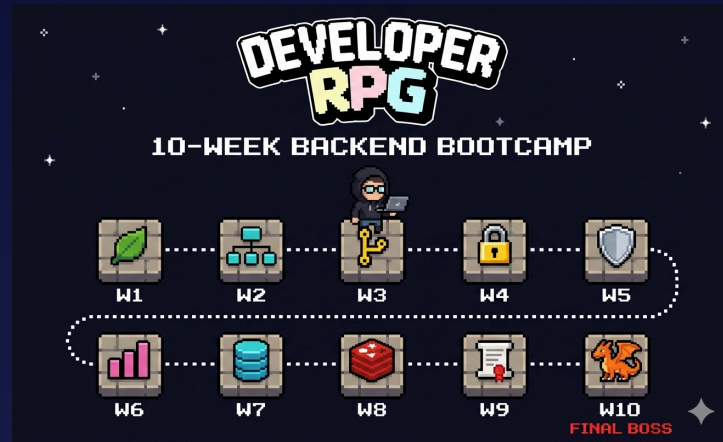 DEVELOPER
RPG
10-WEEK BACKEND BOOTCAMP
W1 W2 W3 W4 W5
W6 W7 W8 W9 W10
FINAL BOSS